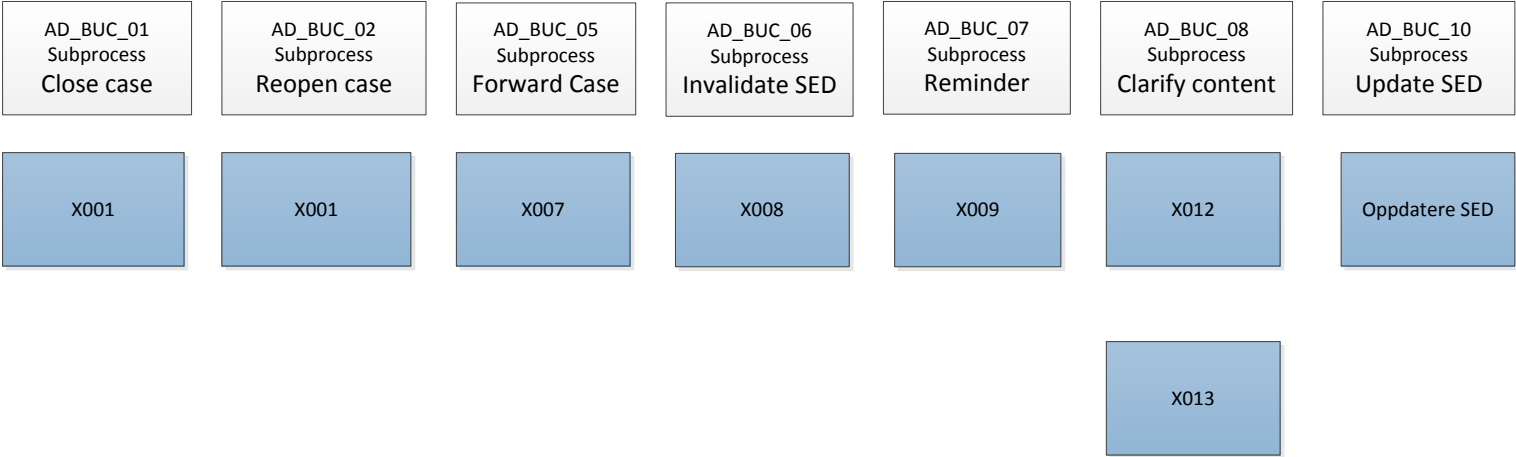 AD_BUC_01
Subprocess
Close case
AD_BUC_02
Subprocess
Reopen case
AD_BUC_05
Subprocess
Forward Case
AD_BUC_06
Subprocess
Invalidate SED
AD_BUC_07
Subprocess
Reminder
AD_BUC_08
Subprocess
Clarify content
AD_BUC_10
Subprocess
Update SED
X001
X001
X007
X008
X009
X012
Oppdatere SED
X013